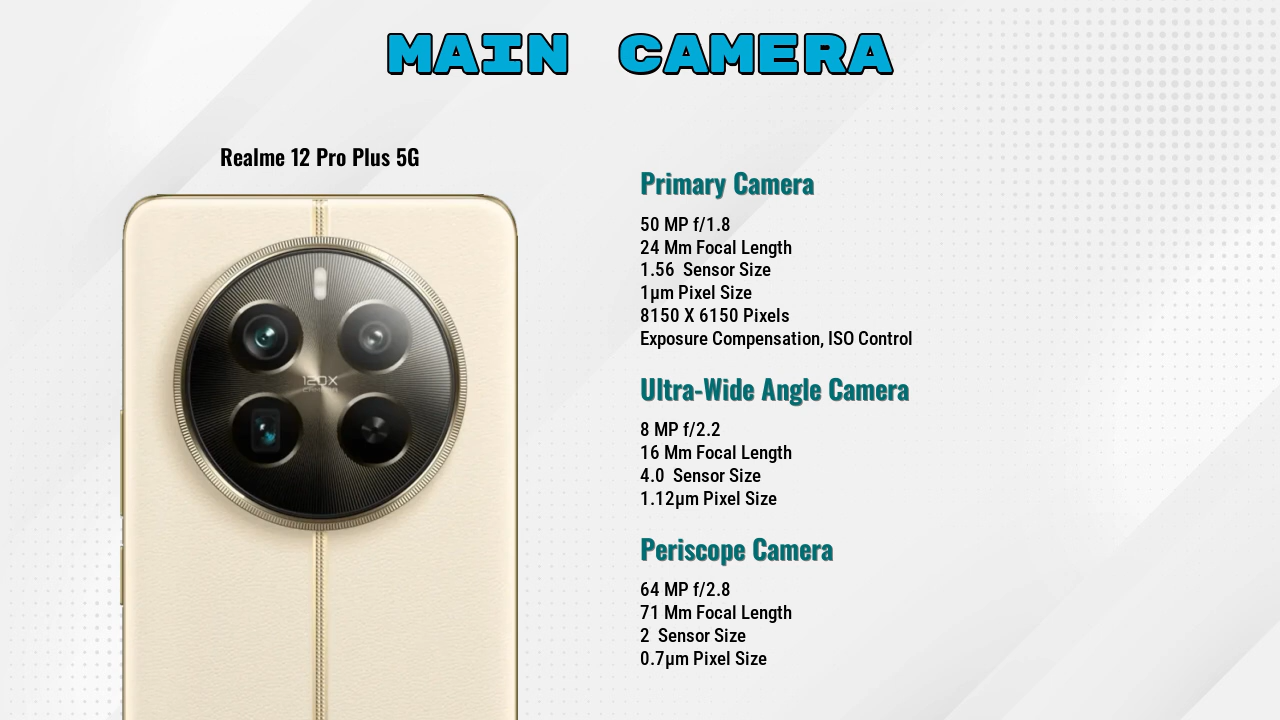 MAIN CAMERA
Realme 12 Pro Plus 5G
Primary Camera
50 MP f/1.8
24 Mm Focal Length
1.56  Sensor Size
1µm Pixel Size
8150 X 6150 Pixels
Exposure Compensation, ISO Control
Ultra-Wide Angle Camera
8 MP f/2.2
16 Mm Focal Length
4.0  Sensor Size
1.12µm Pixel Size
Periscope Camera
64 MP f/2.8
71 Mm Focal Length
2  Sensor Size
0.7µm Pixel Size
120X